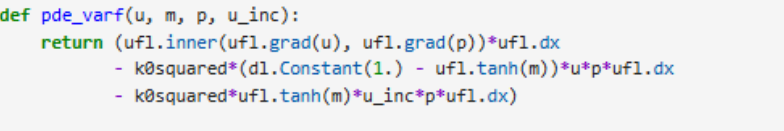 def pde_varf(u, m, p, u_inc):
    return (ufl.inner(ufl.grad(u), ufl.grad(p))*ufl.dx
            - k0squared*(dl.Constant(1.) - ufl.tanh(m))*u*p*ufl.dx
            - k0squared*ufl.tanh(m)*u_inc*p*ufl.dx)